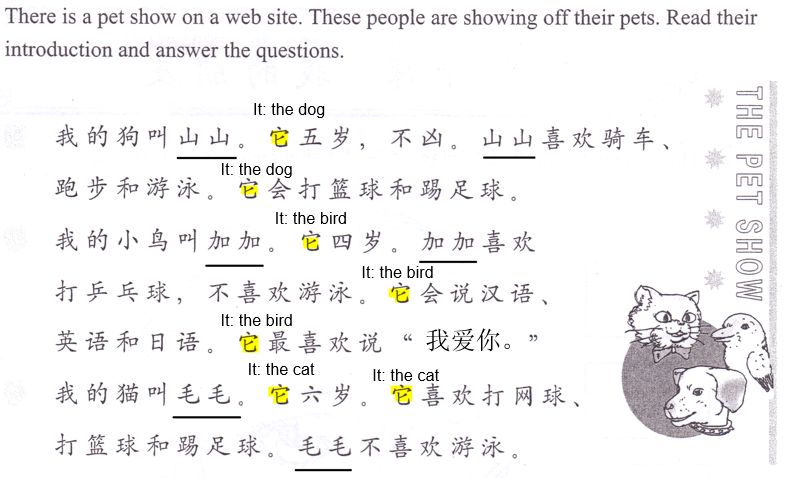 There is a pet show on a web site. These people are showing off their pets. Read their
introduction and answer the questions.
It: the dog
我的狗叫山山。它五岁，不凶。山山喜欢骑车、
It: the dog
跑步和游泳。它会打篮球和踢足球。
It: the bird
我的小鸟叫加加。它四岁。加加喜欢
It: the bird
打乒乓球，不喜欢游泳。它会说汉语、
It: the bird
英语和日语。它最喜欢说“我爱你。”
It: the cat It: the cat
我的猫叫毛毛。它六岁。它喜欢打网球、
打篮球和踢足球。毛毛不喜欢游泳。
THE PET SHOW